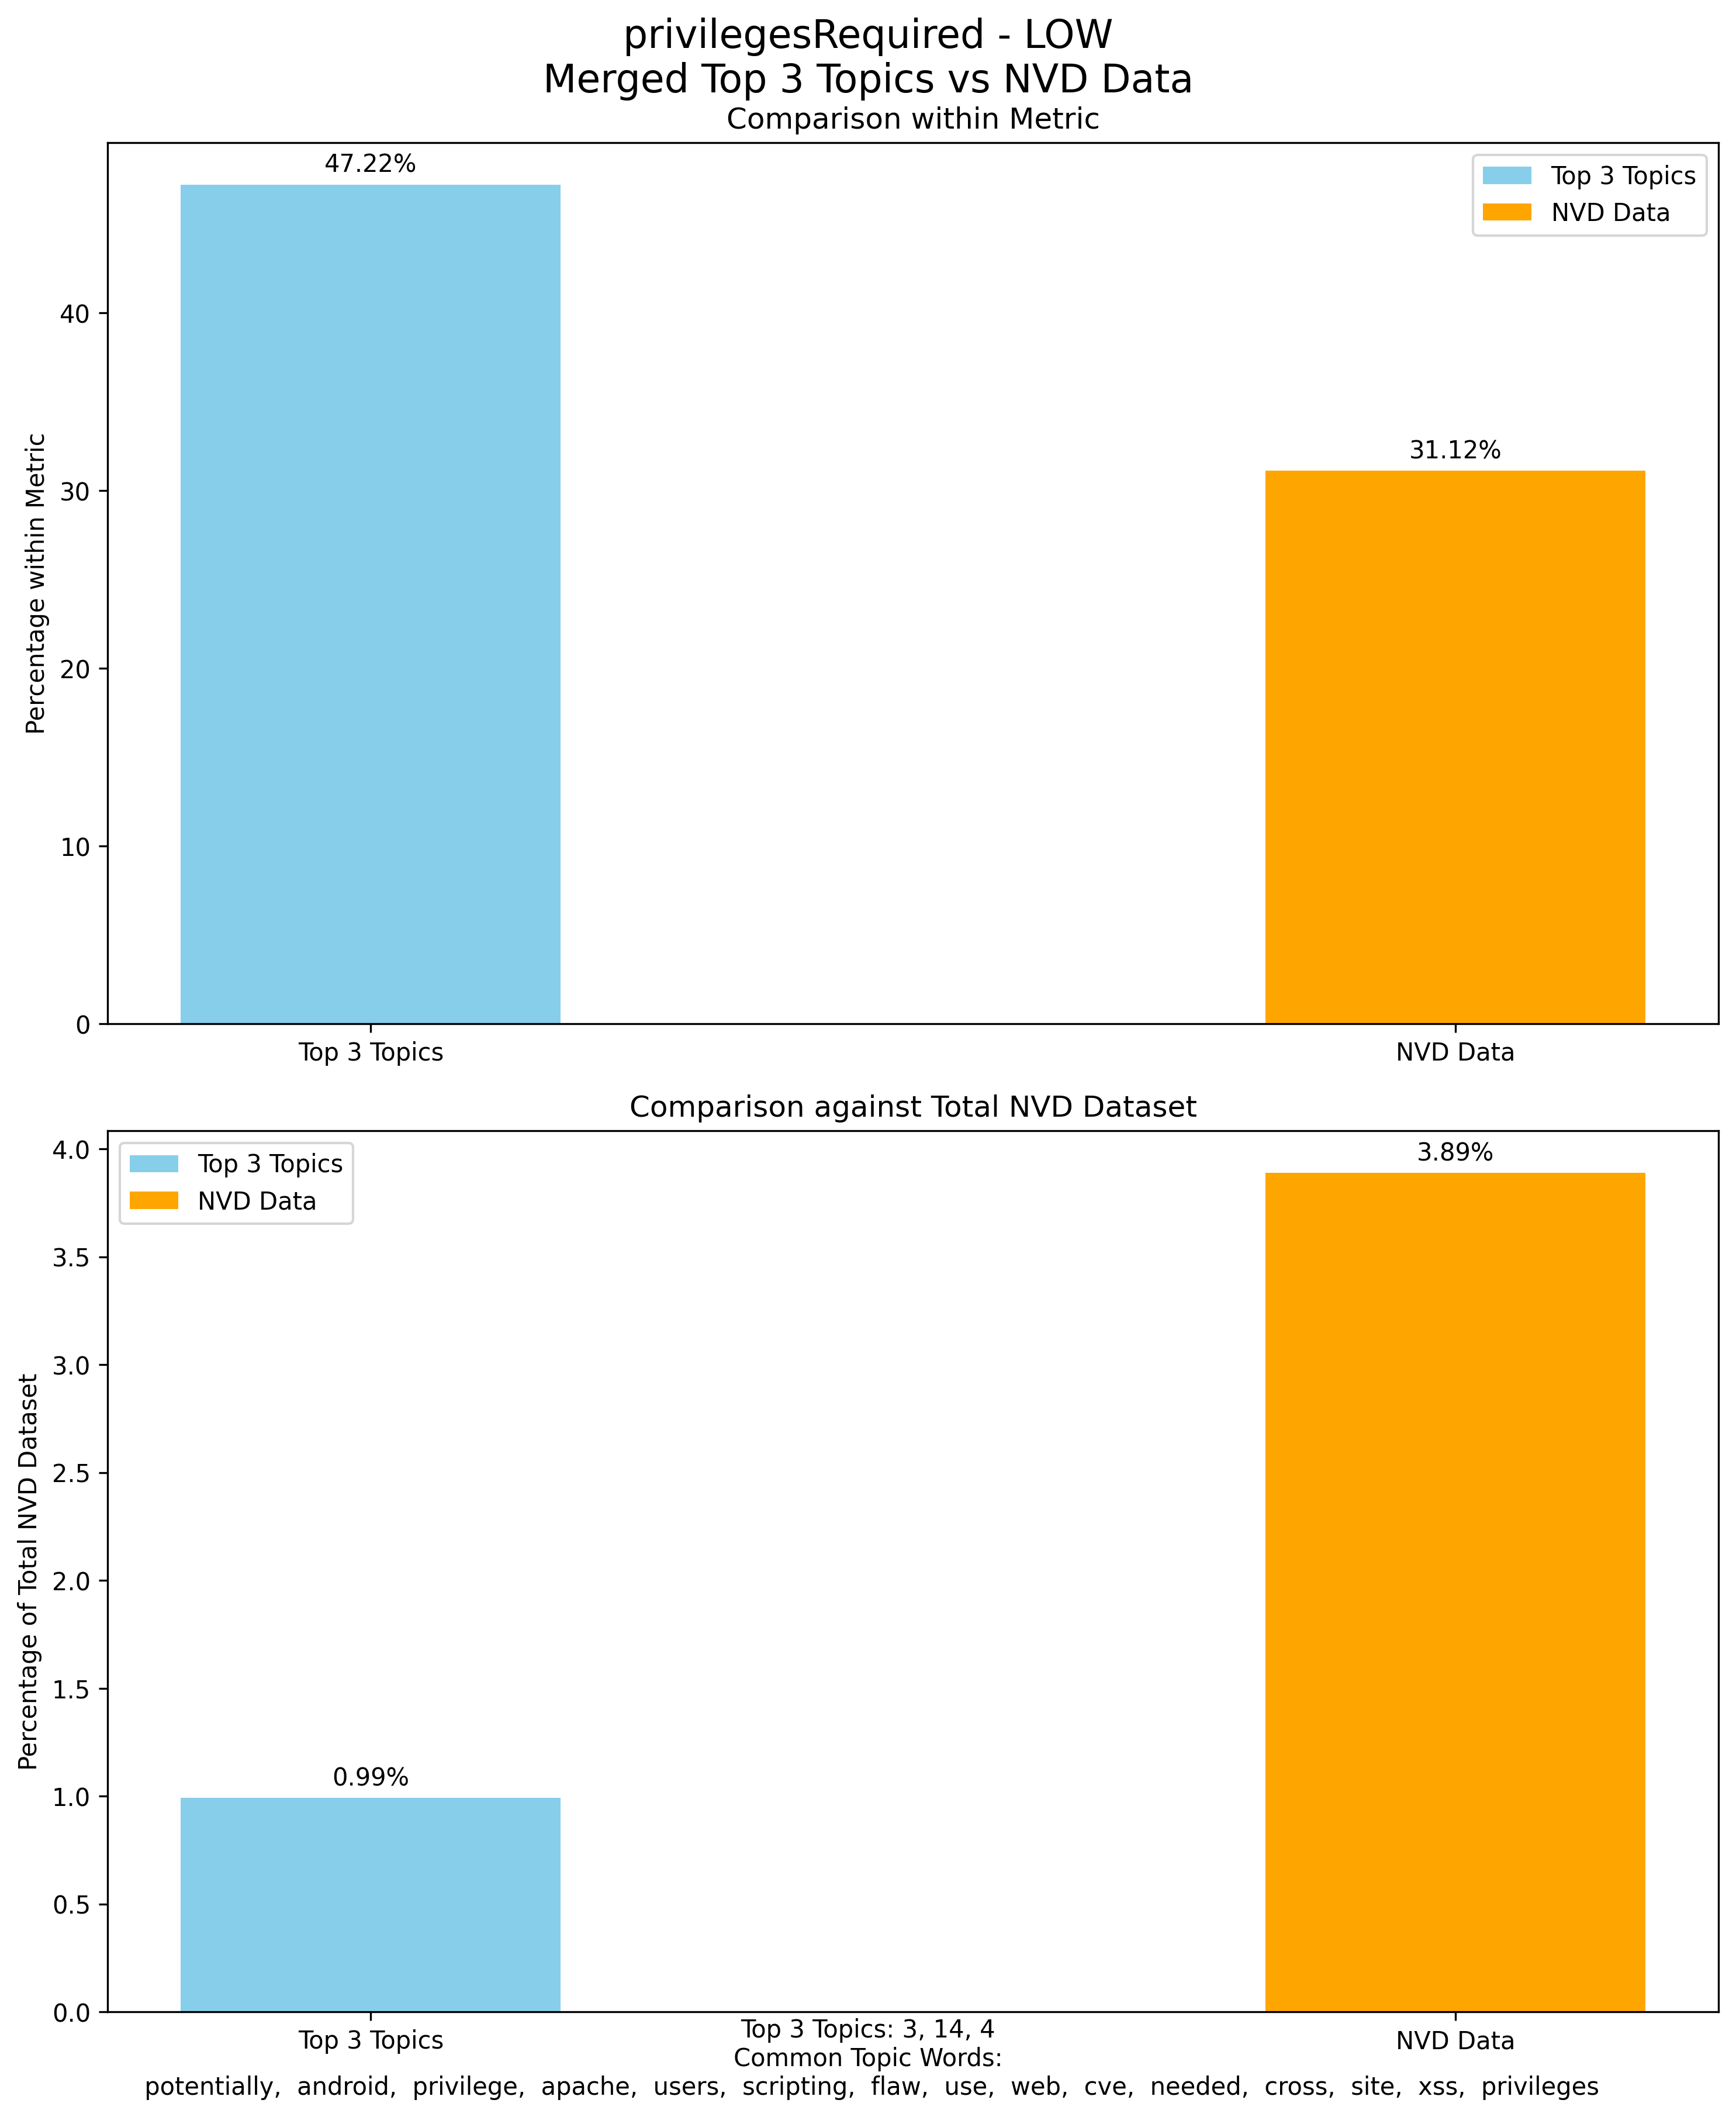 privilegesRequired - LOW
Merged Top 3 Topics vs NVD Data
Comparison within Metric
47.22%
Top 3 Topics
NVD Data
31.12%
Percentage within Metric
40
30
20
10
0
Top 3 Topics
NVD Data
Comparison against Total NVD Dataset
4.0
3.89%
Top 3 Topics
NVD Data
3.5
3.0
2.5
2.0
1.5
1.0
0.5
0.0
Percentage of Total NVD Dataset
0.99%
Top 3 Topics
NVD Data
Top 3 Topics: 3, 14, 4
Common Topic Words:
potentially, android, privilege, apache, users, scripting, flaw, use, web, cve, needed, cross, site, xss, privileges